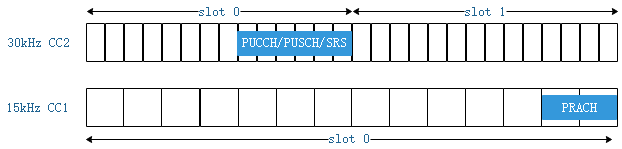 slot 0 slot 1
30kHz CC2 PUCCH/PUSCH/SRS
15kHz CC1 PRACH
slot 0